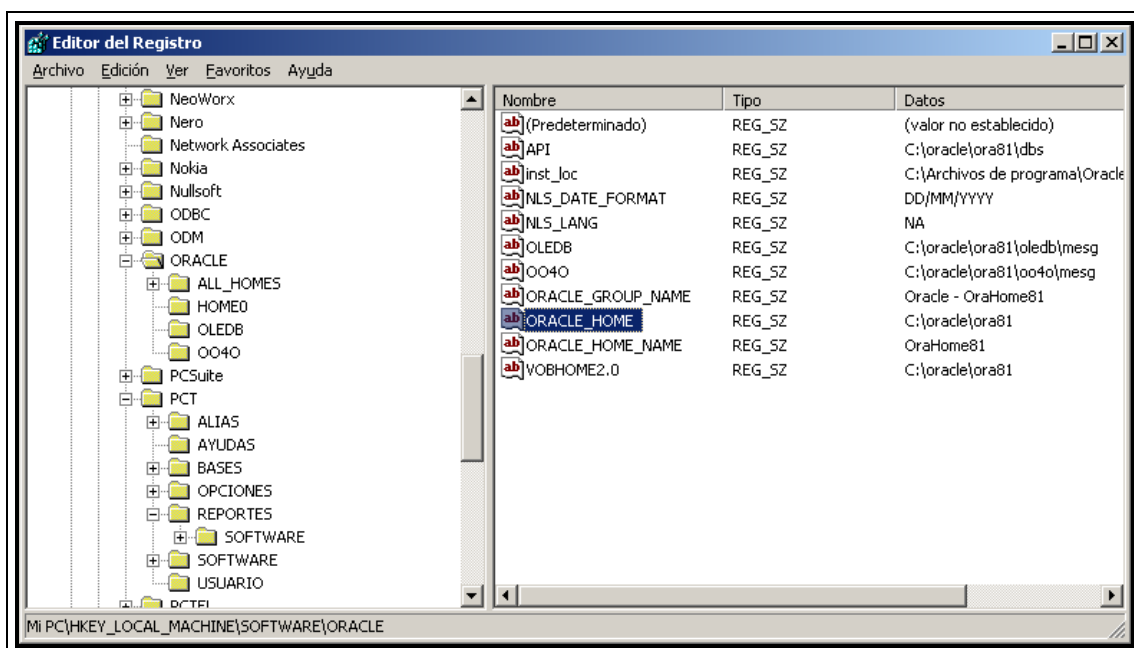 Editor del Registro
Archivo Edición Ver Favoritos Ayuda
NeoWorx
Nero
Network Associates
Nokia
Nullsoft
ODBC
ODM
ORACLE
ALL_HOMES
HOME0
OLEDB
OO4O
PCSuite
PCT
ALIAS
AYUDAS
BASES
OPCIONES
REPORTES
SOFTWARE
SOFTWARE
USUARIO
PCTEL
Nombre Tipo Datos
(Predeterminado) REG_SZ (valor no establecido)
API REG_SZ C:\oracle\ora81\dbs
inst_loc REG_SZ C:\Archivos de programa\Oracle
NLS_DATE_FORMAT REG_SZ DD/MM/YYYY
NLS_LANG REG_SZ NA
OLEDB REG_SZ C:\oracle\ora81\oledb\mesg
OO4O REG_SZ C:\oracle\ora81\oo4o\mesg
ORACLE_GROUP_NAME REG_SZ Oracle - OraHome81
ORACLE_HOME REG_SZ C:\oracle\ora81
ORACLE_HOME_NAME REG_SZ OraHome81
VOBHOME2.0 REG_SZ C:\oracle\ora81
Mi PC\HKEY_LOCAL_MACHINE\SOFTWARE\ORACLE